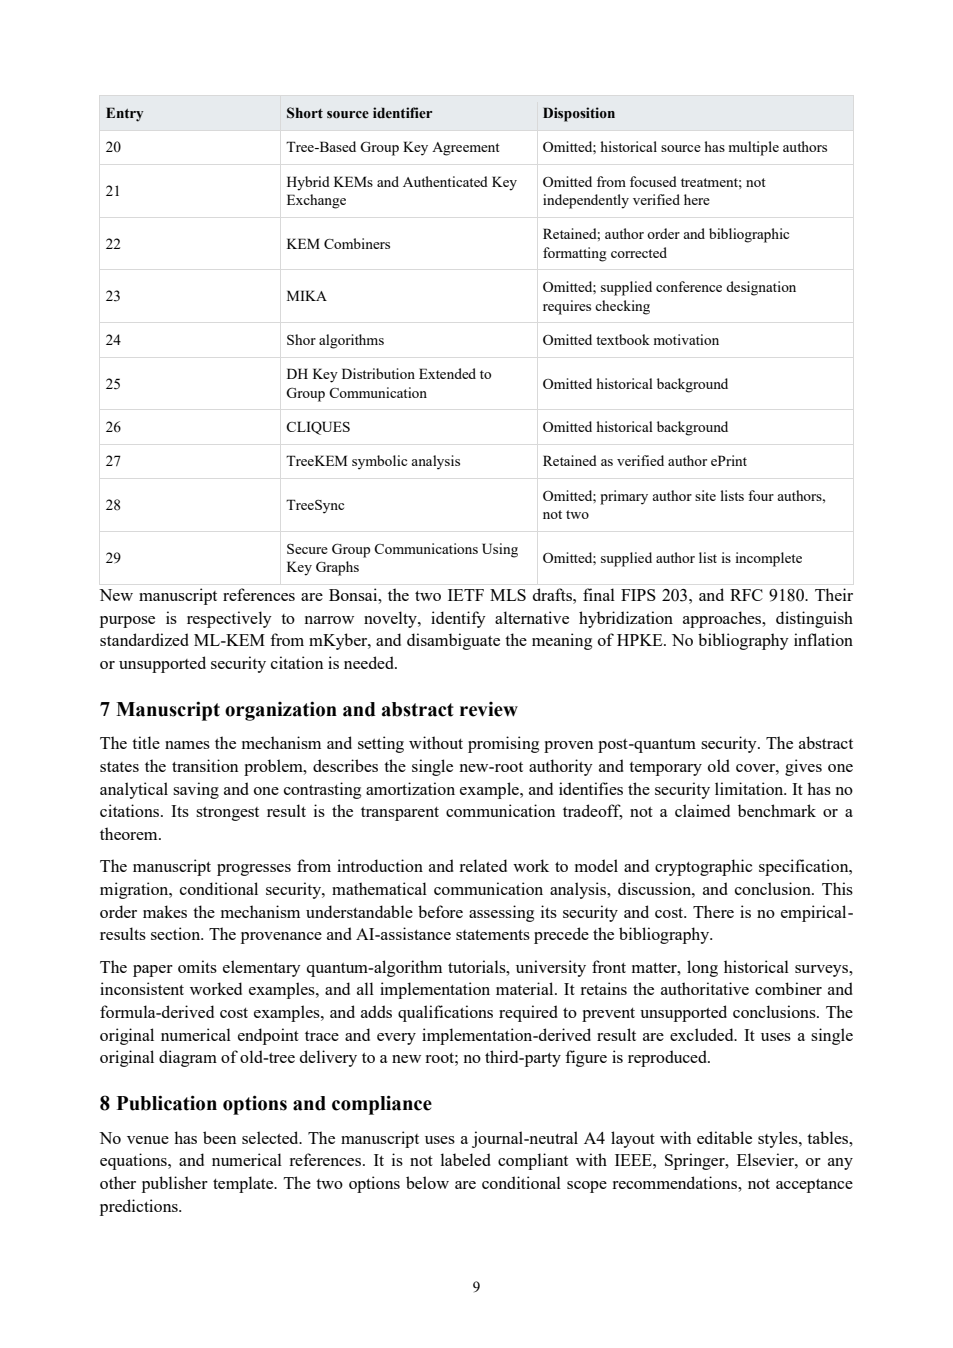 Entry Short source identifier Disposition
20 Tree-Based Group Key Agreement Omitted; historical source has multiple authors
21 Hybrid KEMs and Authenticated Key Exchange Omitted from focused treatment; not independently verified here
22 KEM Combiners Retained; author order and bibliographic formatting corrected
23 MIKA Omitted; supplied conference designation requires checking
24 Shor algorithms Omitted textbook motivation
25 DH Key Distribution Extended to Group Communication Omitted historical background
26 CLIQUES Omitted historical background
27 TreeKEM symbolic analysis Retained as verified author ePrint
28 TreeSync Omitted; primary author site lists four authors, not two
29 Secure Group Communications Using Key Graphs Omitted; supplied author list is incomplete
New manuscript references are Bonsai, the two IETF MLS drafts, final FIPS 203, and RFC 9180. Their
purpose is respectively to narrow novelty, identify alternative hybridization approaches, distinguish
standardized ML-KEM from mKyber, and disambiguate the meaning of HPKE. No bibliography inflation
or unsupported security citation is needed.
7 Manuscript organization and abstract review
The title names the mechanism and setting without promising proven post-quantum security. The abstract
states the transition problem, describes the single new-root authority and temporary old cover, gives one
analytical saving and one contrasting amortization example, and identifies the security limitation. It has no
citations. Its strongest result is the transparent communication tradeoff, not a claimed benchmark or a
theorem.
The manuscript progresses from introduction and related work to model and cryptographic specification,
migration, conditional security, mathematical communication analysis, discussion, and conclusion. This
order makes the mechanism understandable before assessing its security and cost. There is no empirical-
results section. The provenance and AI-assistance statements precede the bibliography.
The paper omits elementary quantum-algorithm tutorials, university front matter, long historical surveys,
inconsistent worked examples, and all implementation material. It retains the authoritative combiner and
formula-derived cost examples, and adds qualifications required to prevent unsupported conclusions. The
original numerical endpoint trace and every implementation-derived result are excluded. It uses a single
original diagram of old-tree delivery to a new root; no third-party figure is reproduced.
8 Publication options and compliance
No venue has been selected. The manuscript uses a journal-neutral A4 layout with editable styles, tables,
equations, and numerical references. It is not labeled compliant with IEEE, Springer, Elsevier, or any
other publisher template. The two options below are conditional scope recommendations, not acceptance
predictions.
9